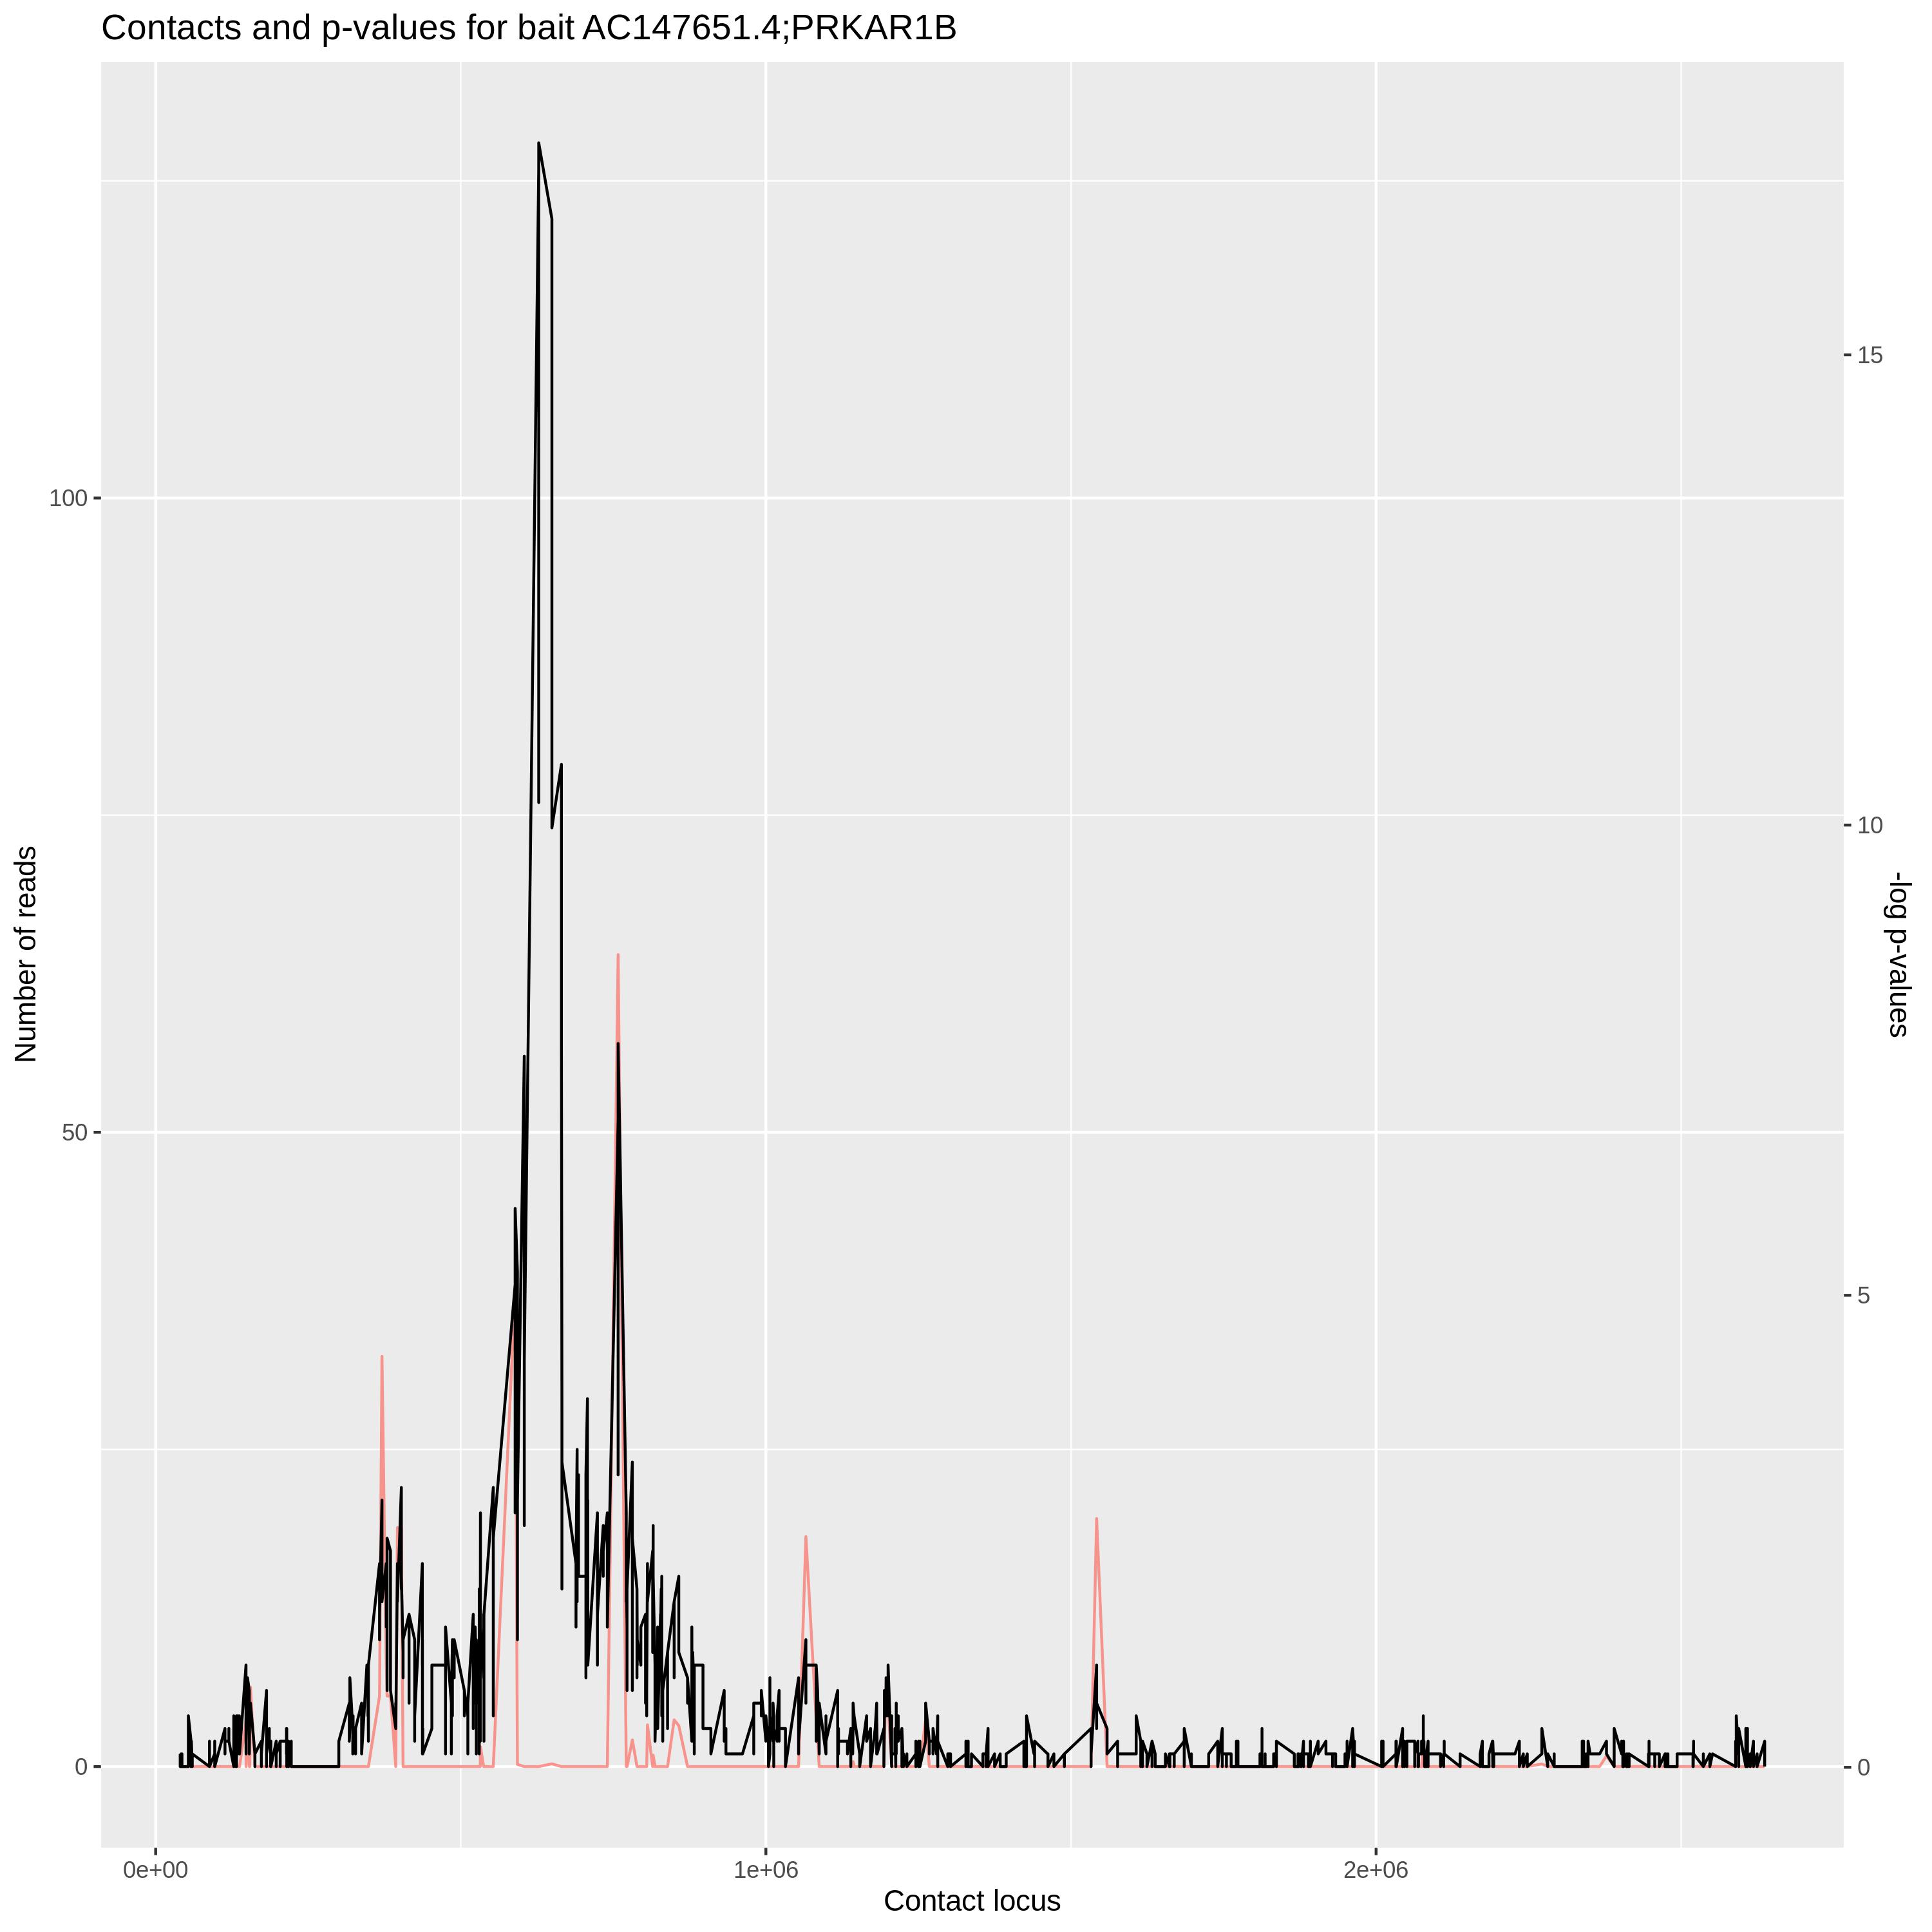 Contacts and p-values for bait AC147651.4;PRKAR1B
Number of reads
100
50
0
15
10
5
0
-log p-values
0e+00
1e+06
2e+06
Contact locus